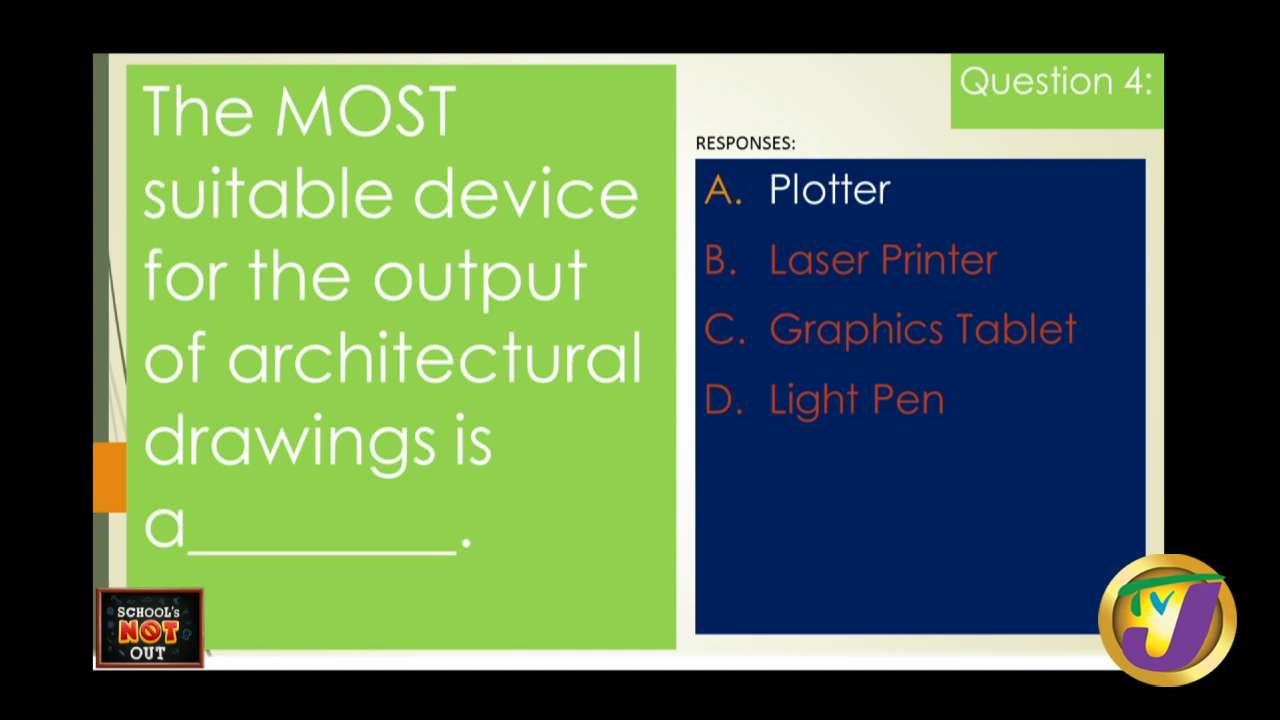 The MOST
suitable device
for the output
of architectural
drawings is
a_________.
Question 4:
RESPONSES:
A. Plotter
B. Laser Printer
C. Graphics Tablet
D. Light Pen
SCHOOL's
NOT
OUT
TVJ